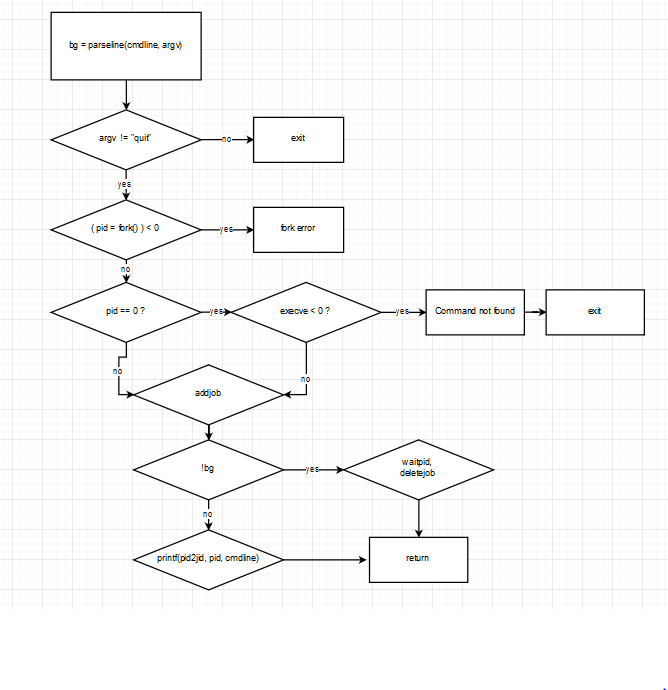 bg = parseline(cmdline, argv)
argv != "quit"
no
exit
yes
( pid = fork() ) < 0
yes
fork error
no
pid == 0 ?
yes
execve < 0 ?
yes
Command not found
exit
no
no
addjob
!bg
yes
waitpid,
deletejob
no
printf(pid2jid, pid, cmdline)
return